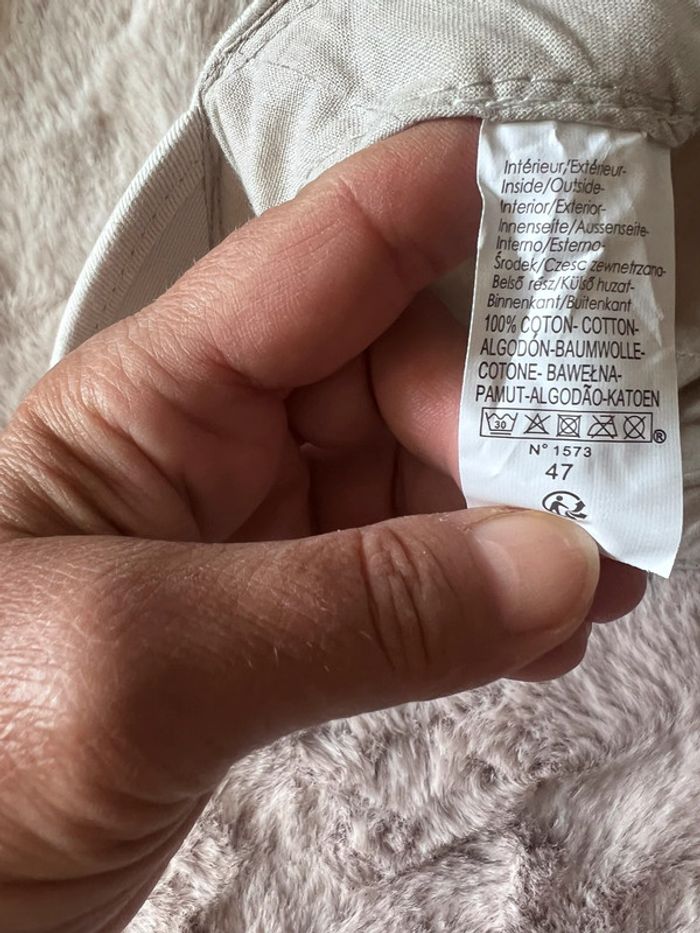 Intérieur/Extérieur-
Inside/Outside-
Interior/Exterior-
Innenseite/Aussenseite-
Interno/Esterno-
Środek/Czesc zewnetrzana-
Belső rész/Külső huzat-
Binnenkant/Buitenkant
100% COTON- COTTON-
ALGODÓN-BAUMWOLLE-
COTONE- BAWEŁNA-
PAMUT-ALGODÃO-KATOEN
30
®
N° 1573
47